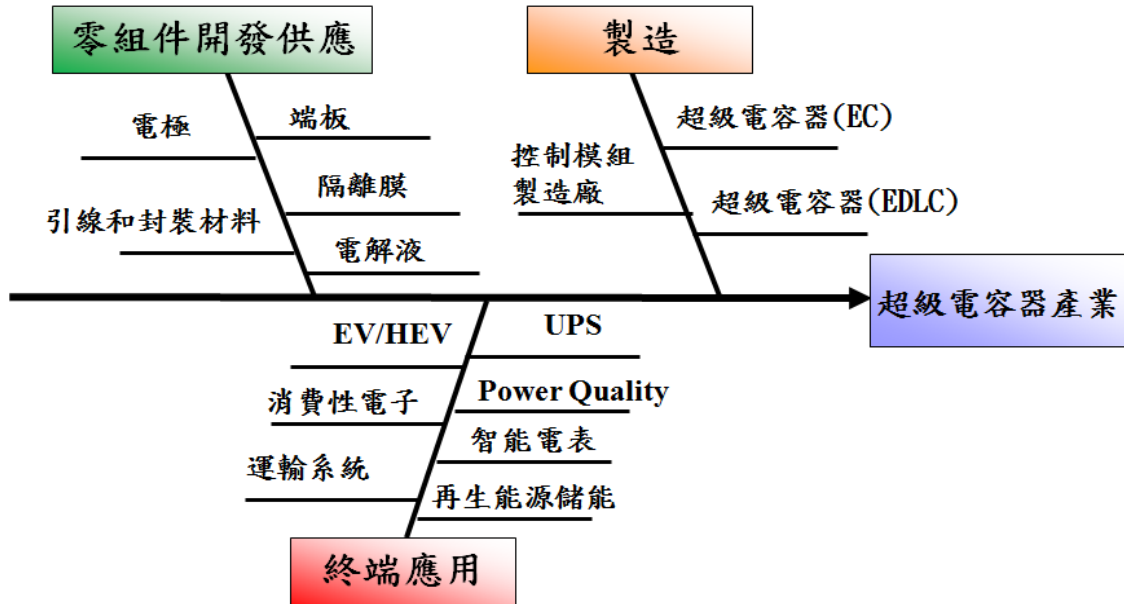 零組件開發供應
製造
電極
端板
隔離膜
引線和封裝材料
電解液
超級電容器(EC)
控制模組
製造廠
超級電容器(EDLC)
超級電容器產業
EV/HEV
UPS
消費性電子
Power Quality
智能電表
運輸系統
再生能源儲能
終端應用